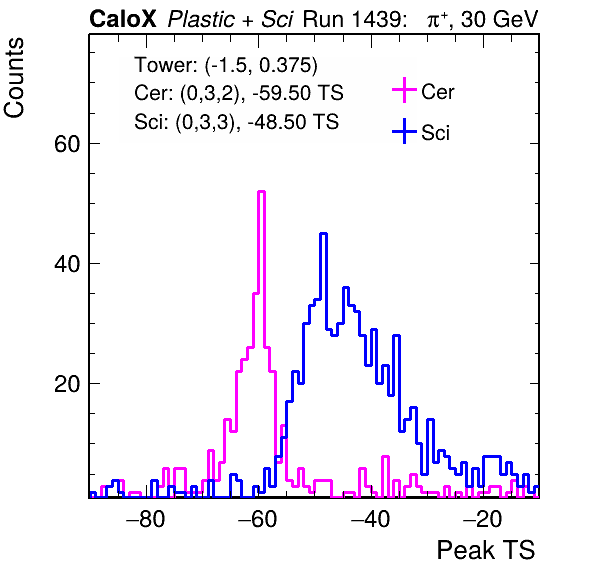 CaloX Plastic + Sci Run 1439: π⁺, 30 GeV
Counts
Tower: (-1.5, 0.375)
Cer: (0,3,2), -59.50 TS
Sci: (0,3,3), -48.50 TS
Cer
Sci
60
40
20
−80 −60 −40 −20
Peak TS